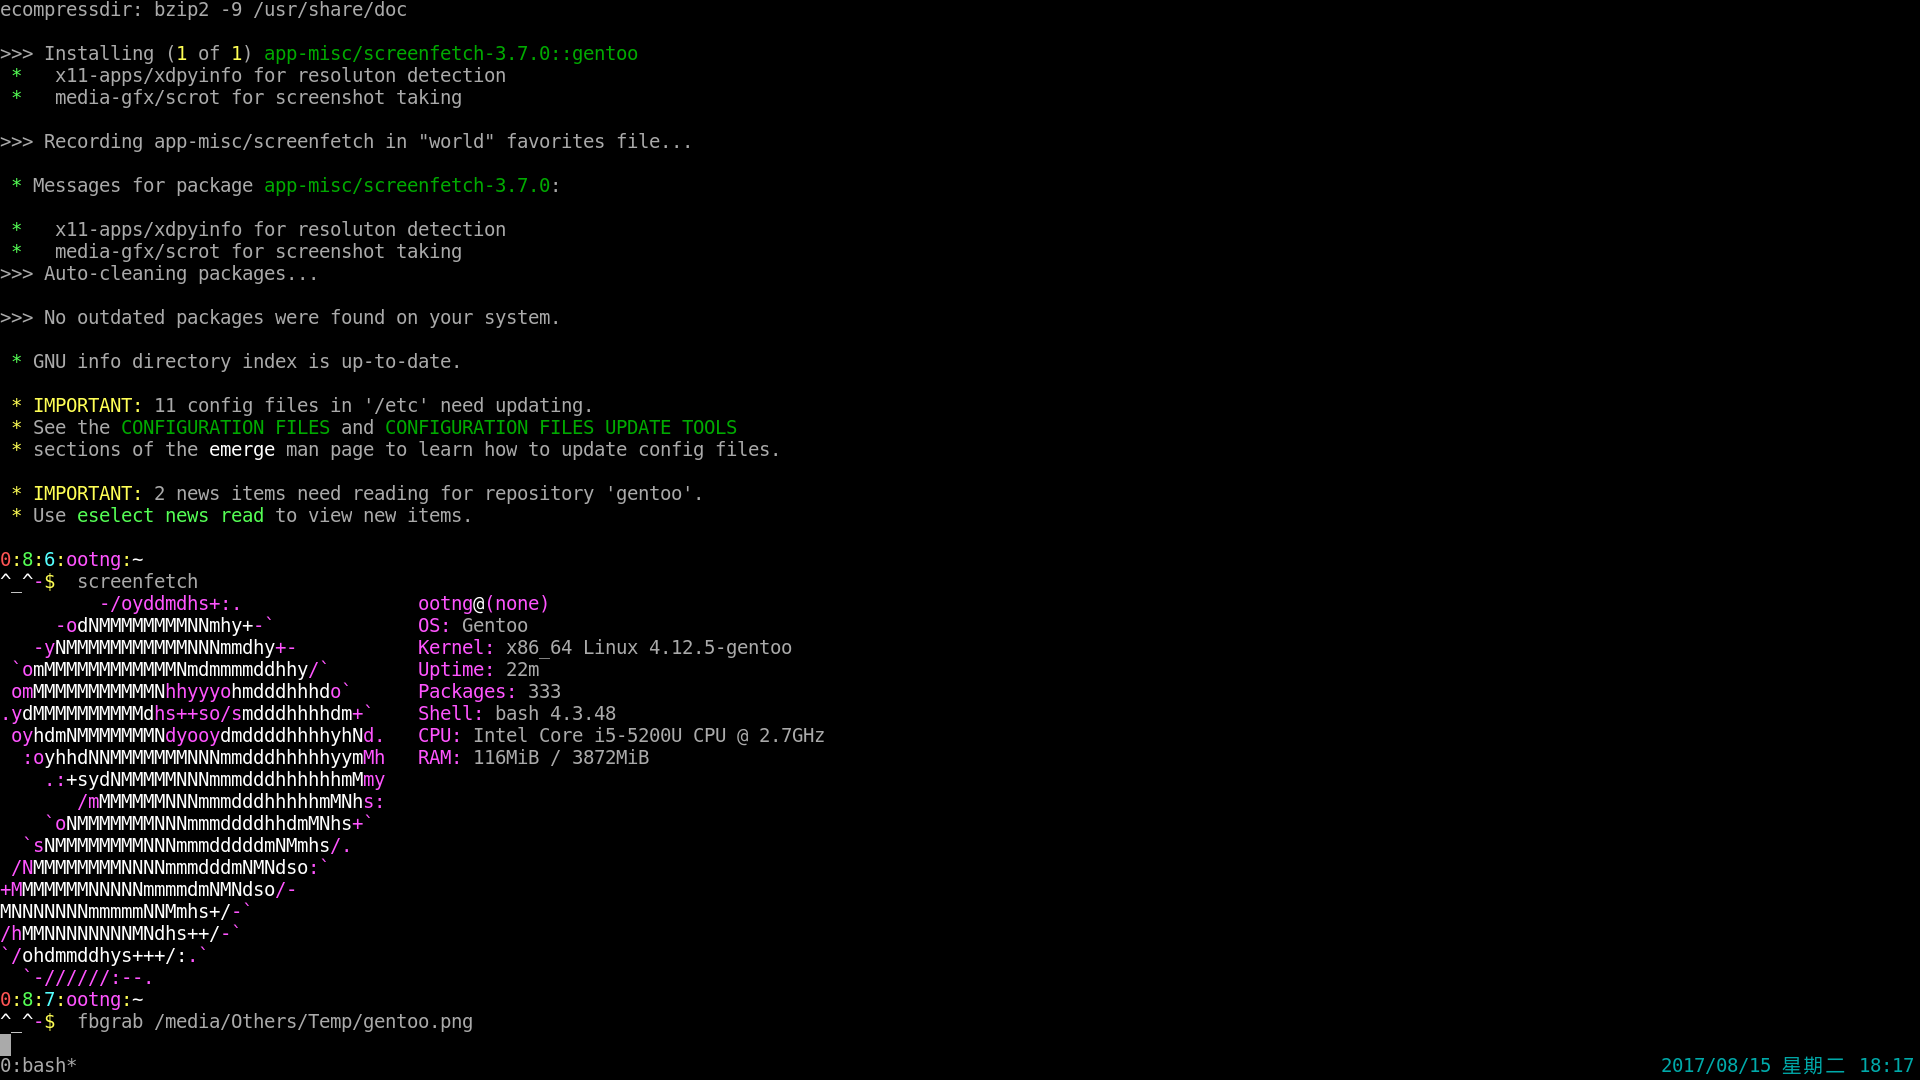 ecompressdir: bzip2 -9 /usr/share/doc
>>> Installing (1 of 1) app-misc/screenfetch-3.7.0::gentoo
 *   x11-apps/xdpyinfo for resoluton detection
 *   media-gfx/scrot for screenshot taking
>>> Recording app-misc/screenfetch in "world" favorites file...
 * Messages for package app-misc/screenfetch-3.7.0:
 *   x11-apps/xdpyinfo for resoluton detection
 *   media-gfx/scrot for screenshot taking
>>> Auto-cleaning packages...
>>> No outdated packages were found on your system.
 * GNU info directory index is up-to-date.
 * IMPORTANT: 11 config files in '/etc' need updating.
 * See the CONFIGURATION FILES and CONFIGURATION FILES UPDATE TOOLS
 * sections of the emerge man page to learn how to update config files.
 * IMPORTANT: 2 news items need reading for repository 'gentoo'.
 * Use eselect news read to view new items.
0:8:6:ootng:~
^_^-$  screenfetch
         -/oyddmdhs+:.                ootng@(none)
     -odNMMMMMMMMNNmhy+-`             OS: Gentoo
   -yNMMMMMMMMMMMNNNmmdhy+-           Kernel: x86_64 Linux 4.12.5-gentoo
 `omMMMMMMMMMMMMNmdmmmmddhhy/`        Uptime: 22m
 omMMMMMMMMMMMNhhyyyohmdddhhhdo`      Packages: 333
.ydMMMMMMMMMMdhs++so/smdddhhhhdm+`    Shell: bash 4.3.48
 oyhdmNMMMMMMMNdyooydmddddhhhhyhNd.   CPU: Intel Core i5-5200U CPU @ 2.7GHz
  :oyhhdNNMMMMMMMNNNmmdddhhhhhyymMh   RAM: 116MiB / 3872MiB
    .:+sydNMMMMMNNNmmmdddhhhhhhmMmy
       /mMMMMMMNNNmmmdddhhhhhmMNhs:
    `oNMMMMMMMNNNmmmddddhhdmMNhs+`
  `sNMMMMMMMMNNNmmmdddddmNMmhs/.
 /NMMMMMMMMNNNNmmmdddmNMNdso:`
+MMMMMMMNNNNNmmmmdmNMNdso/-
MNNNNNNNmmmmmNNMmhs+/-`
/hMMNNNNNNNNMNdhs++/-`
`/ohdmmddhys+++/:.`
  `-//////:--.
0:8:7:ootng:~
^_^-$  fbgrab /media/Others/Temp/gentoo.png
0:bash* 2017/08/15 星期二 18:17